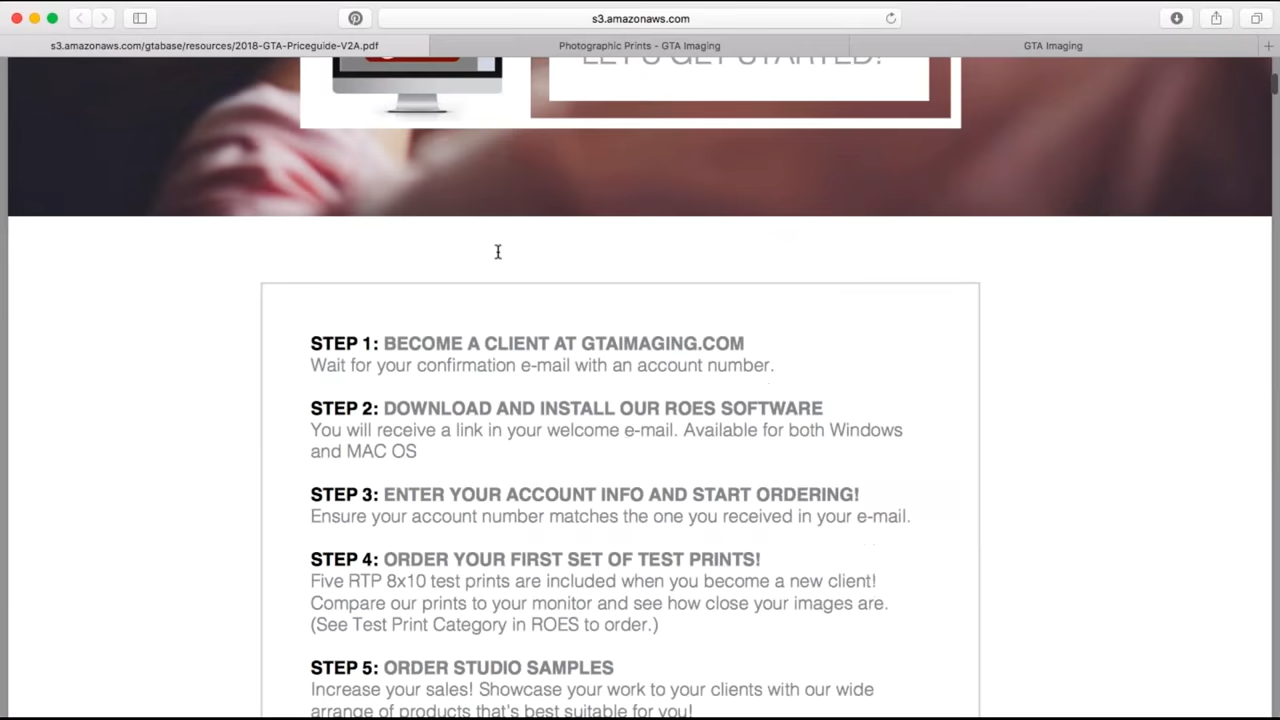 s3.amazonaws.com
s3.amazonaws.com/gtabase/resources/2018-GTA-Priceguide-V2A.pdf
Photographic Prints - GTA Imaging
GTA Imaging
LET'S GET STARTED!
STEP 1: BECOME A CLIENT AT GTAIMAGING.COM
Wait for your confirmation e-mail with an account number.
STEP 2: DOWNLOAD AND INSTALL OUR ROES SOFTWARE
You will receive a link in your welcome e-mail. Available for both Windows
and MAC OS
STEP 3: ENTER YOUR ACCOUNT INFO AND START ORDERING!
Ensure your account number matches the one you received in your e-mail.
STEP 4: ORDER YOUR FIRST SET OF TEST PRINTS!
Five RTP 8x10 test prints are included when you become a new client!
Compare our prints to your monitor and see how close your images are.
(See Test Print Category in ROES to order.)
STEP 5: ORDER STUDIO SAMPLES
Increase your sales! Showcase your work to your clients with our wide
arrange of products that's best suitable for you!